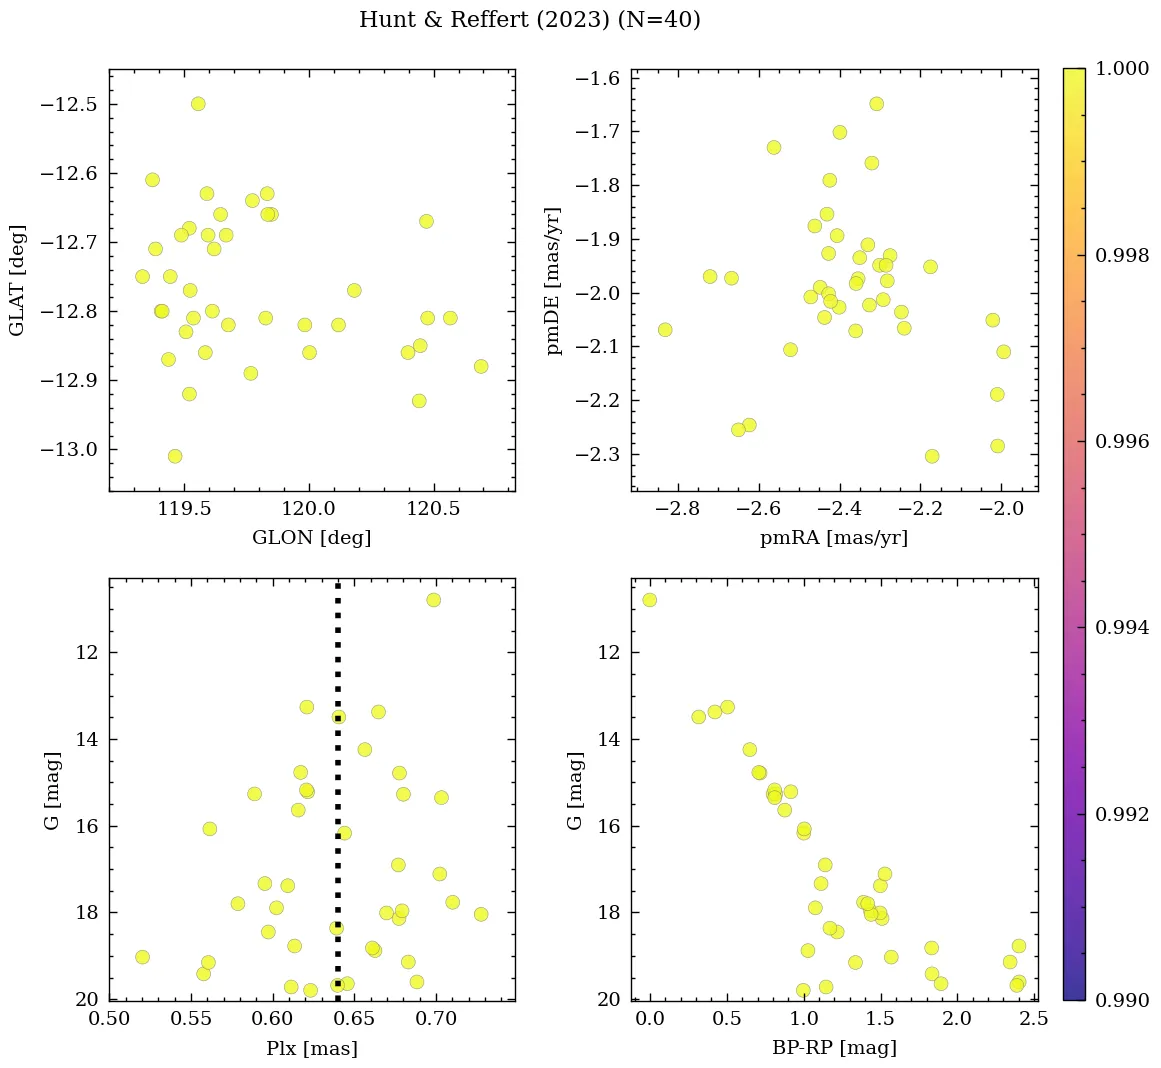 Hunt & Reffert (2023) (N=40)
−12.5
−12.6
−12.7
−12.8
−12.9
−13.0
GLAT [deg]
119.5 120.0 120.5
GLON [deg]
−1.6
−1.7
−1.8
−1.9
−2.0
−2.1
−2.2
−2.3
pmDE [mas/yr]
−2.8 −2.6 −2.4 −2.2 −2.0
pmRA [mas/yr]
12
14
16
18
20
G [mag]
0.50 0.55 0.60 0.65 0.70
Plx [mas]
12
14
16
18
20
G [mag]
0.0 0.5 1.0 1.5 2.0 2.5
BP-RP [mag]
1.000
0.998
0.996
0.994
0.992
0.990